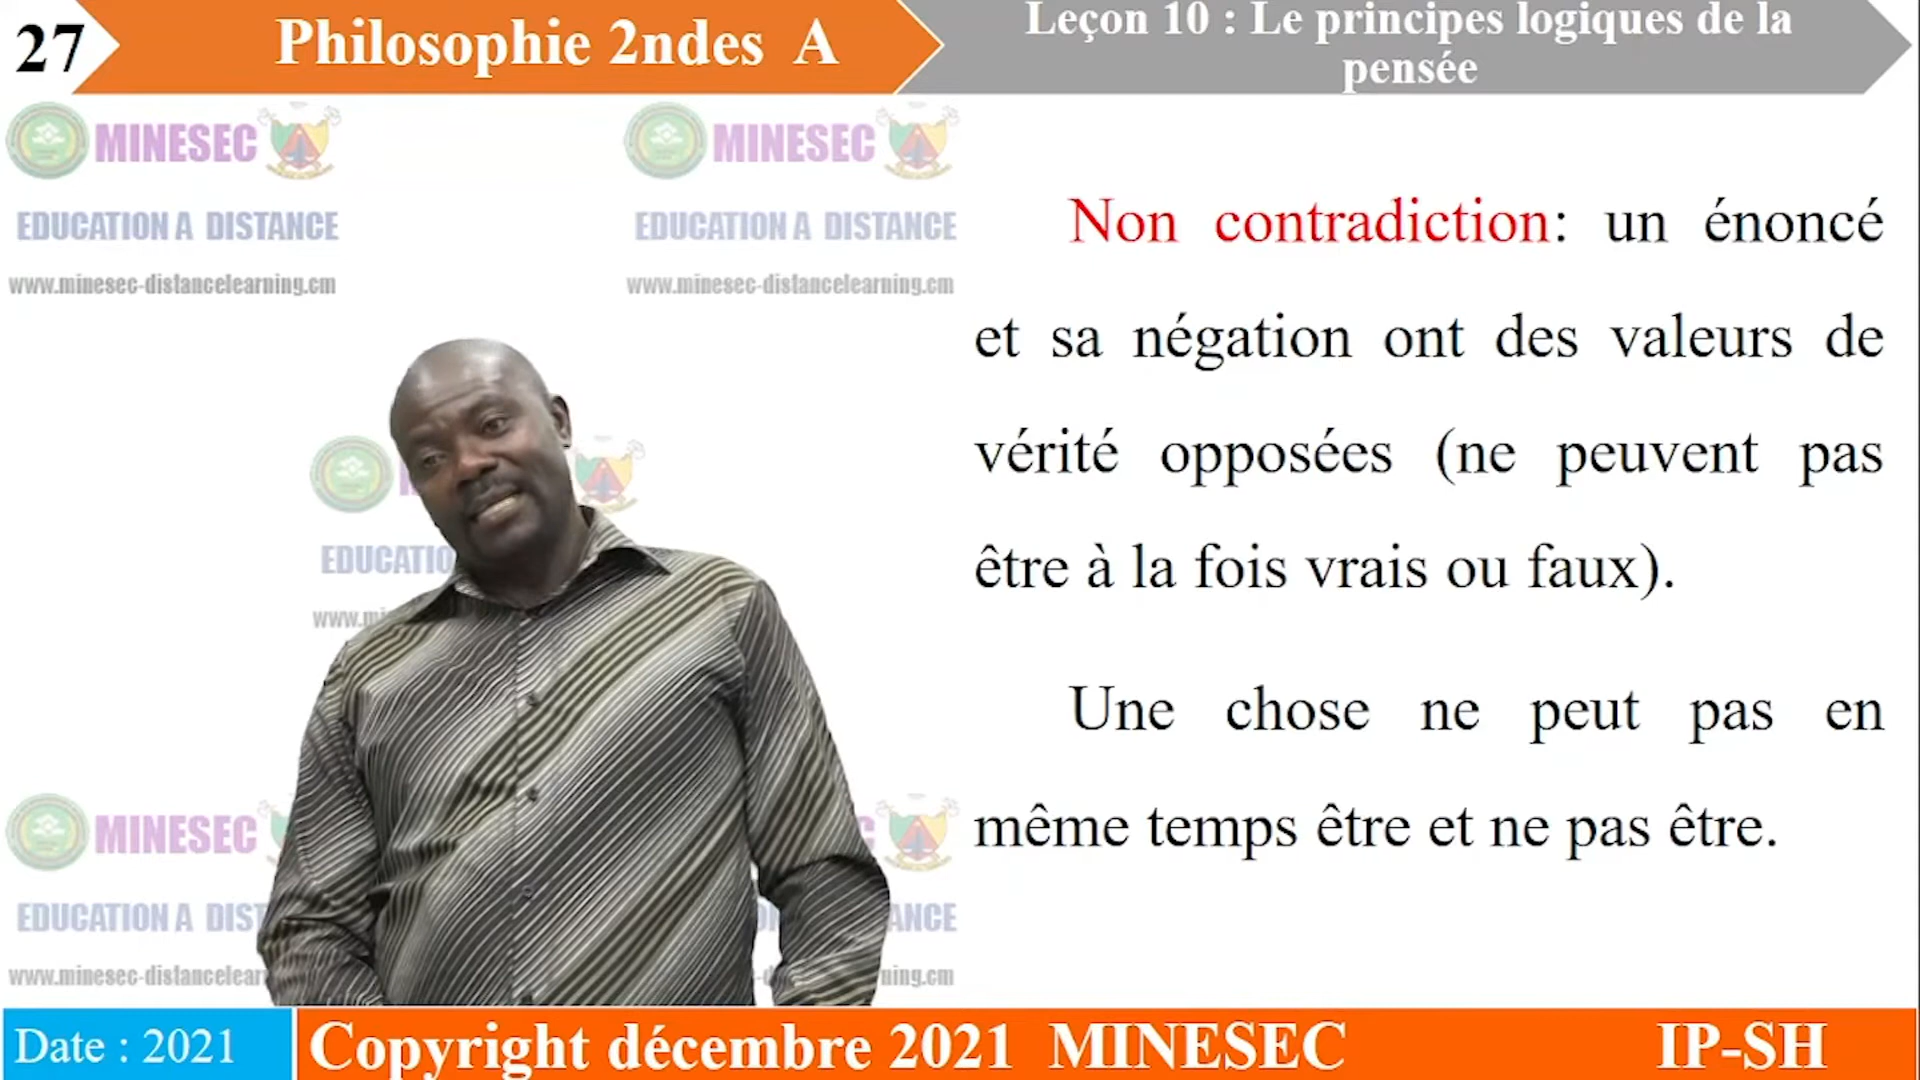 27
Philosophie 2ndes A
Leçon 10 : Le principes logiques de la
pensée
MINESEC
EDUCATION A DISTANCE
www.minesec-distancelearning.cm
MINESEC
EDUCATION A DISTANCE
www.minesec-distancelearning.cm
Non contradiction: un énoncé
et sa négation ont des valeurs de
vérité opposées (ne peuvent pas
être à la fois vrais ou faux).
Une chose ne peut pas en
même temps être et ne pas être.
MINESEC
Date : 2021
Copyright décembre 2021 MINESEC
IP-SH